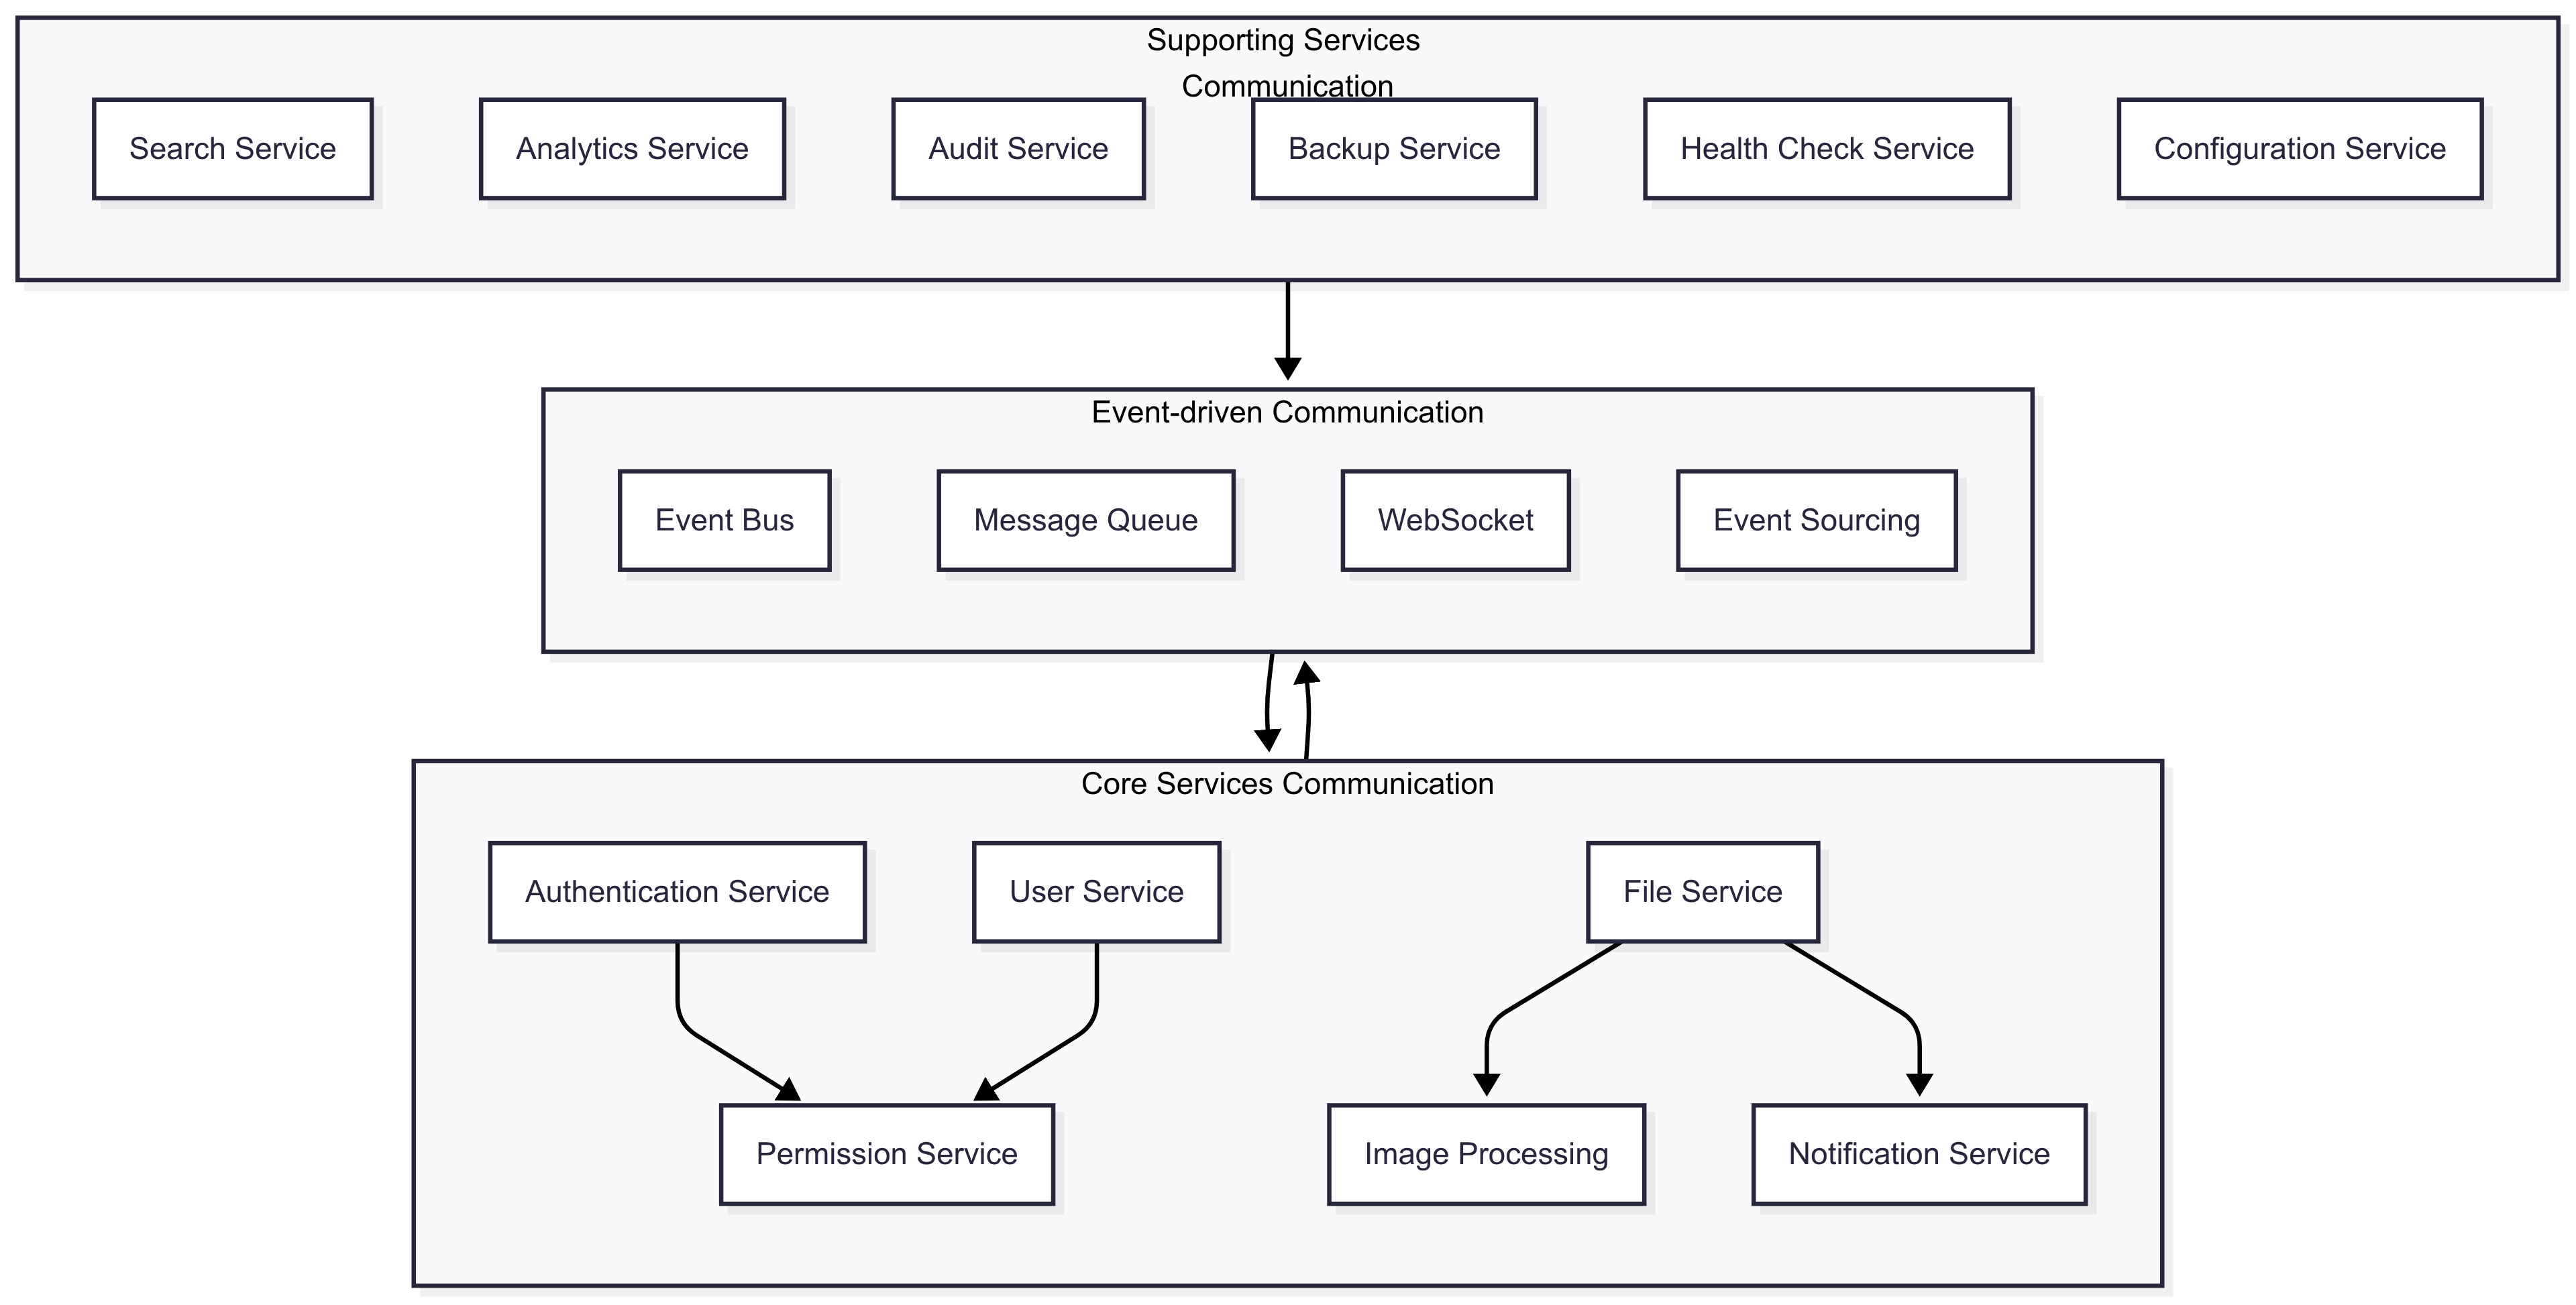 Supporting Services
Communication
Search Service
Analytics Service
Audit Service
Backup Service
Health Check Service
Configuration Service
Event-driven Communication
Event Bus
Message Queue
WebSocket
Event Sourcing
Core Services Communication
Authentication Service
User Service
File Service
Permission Service
Image Processing
Notification Service